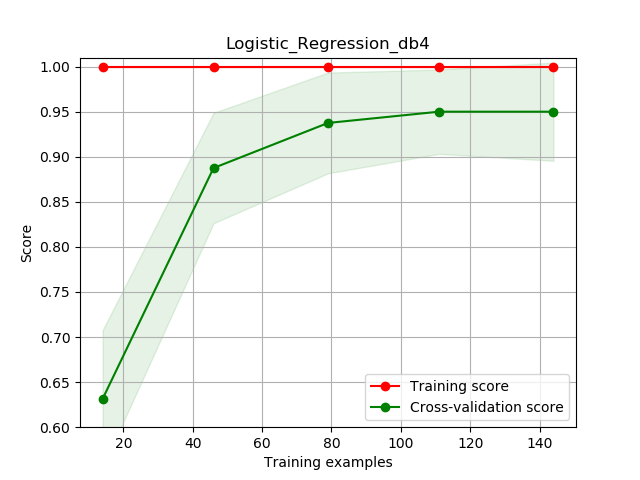 Logistic_Regression_db4
1.00
0.95
0.90
0.85
0.80
0.75
0.70
0.65
0.60
Score
20 40 60 80 100 120 140
Training examples
Training score
Cross-validation score